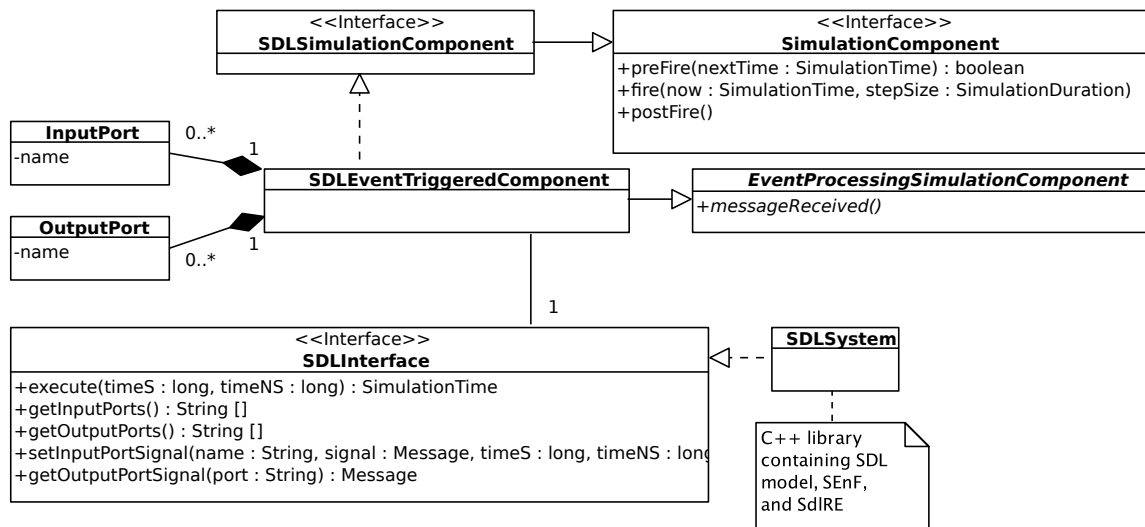 <<Interface>>
SDLSimulationComponent
<<Interface>>
SimulationComponent
+preFire(nextTime : SimulationTime) : boolean
+fire(now : SimulationTime, stepSize : SimulationDuration)
+postFire()
InputPort
-name
0..*
1
SDLEventTriggeredComponent
EventProcessingSimulationComponent
+messageReceived()
OutputPort
-name
0..*
1
1
<<Interface>>
SDLInterface
+execute(timeS : long, timeNS : long) : SimulationTime
+getInputPorts() : String []
+getOutputPorts() : String []
+setInputPortSignal(name : String, signal : Message, timeS : long, timeNS : long
+getOutputPortSignal(port : String) : Message
SDLSystem
C++ library
containing SDL
model, SEnF,
and SdlRE